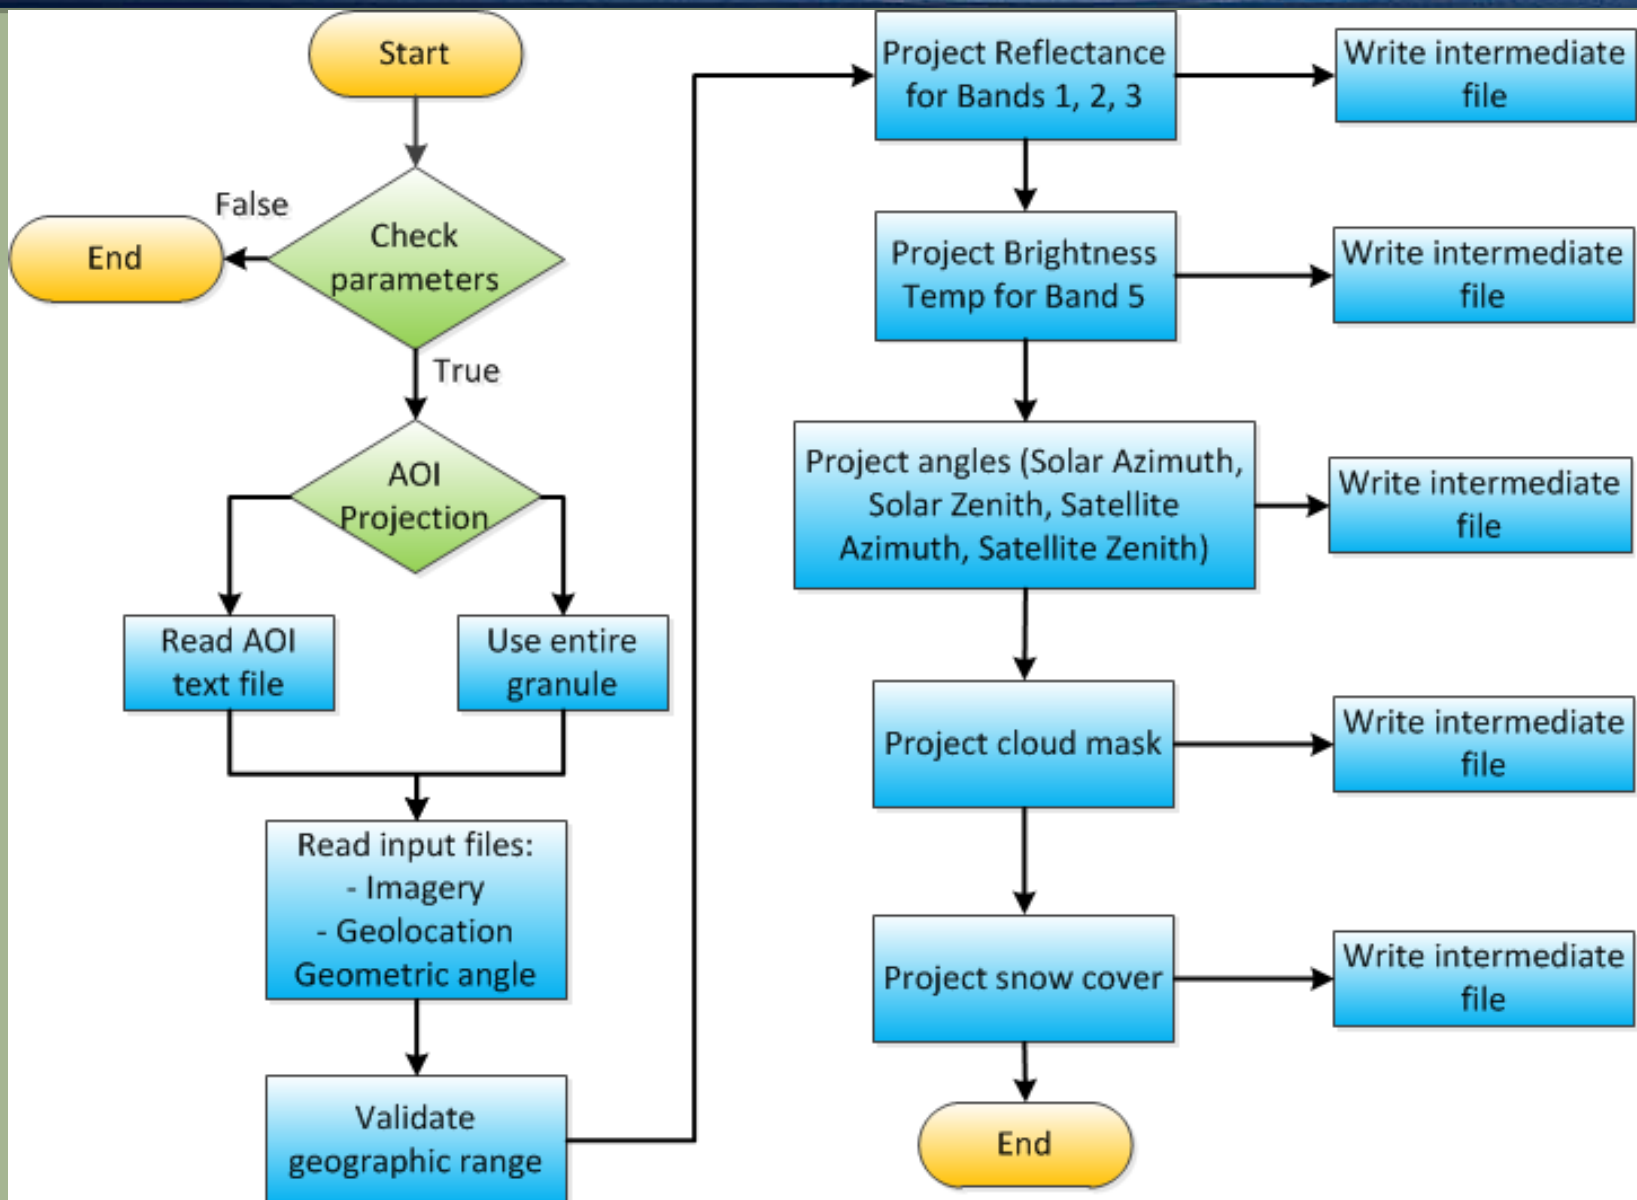 Start
False
Check
parameters
End
True
AOI
Projection
Read AOI
text file
Use entire
granule
Read input files:
- Imagery
- Geolocation
Geometric angle
Validate
geographic range
Project Reflectance
for Bands 1, 2, 3
Write intermediate
file
Project Brightness
Temp for Band 5
Write intermediate
file
Project angles (Solar Azimuth,
Solar Zenith, Satellite
Azimuth, Satellite Zenith)
Write intermediate
file
Project cloud mask
Write intermediate
file
Project snow cover
Write intermediate
file
End